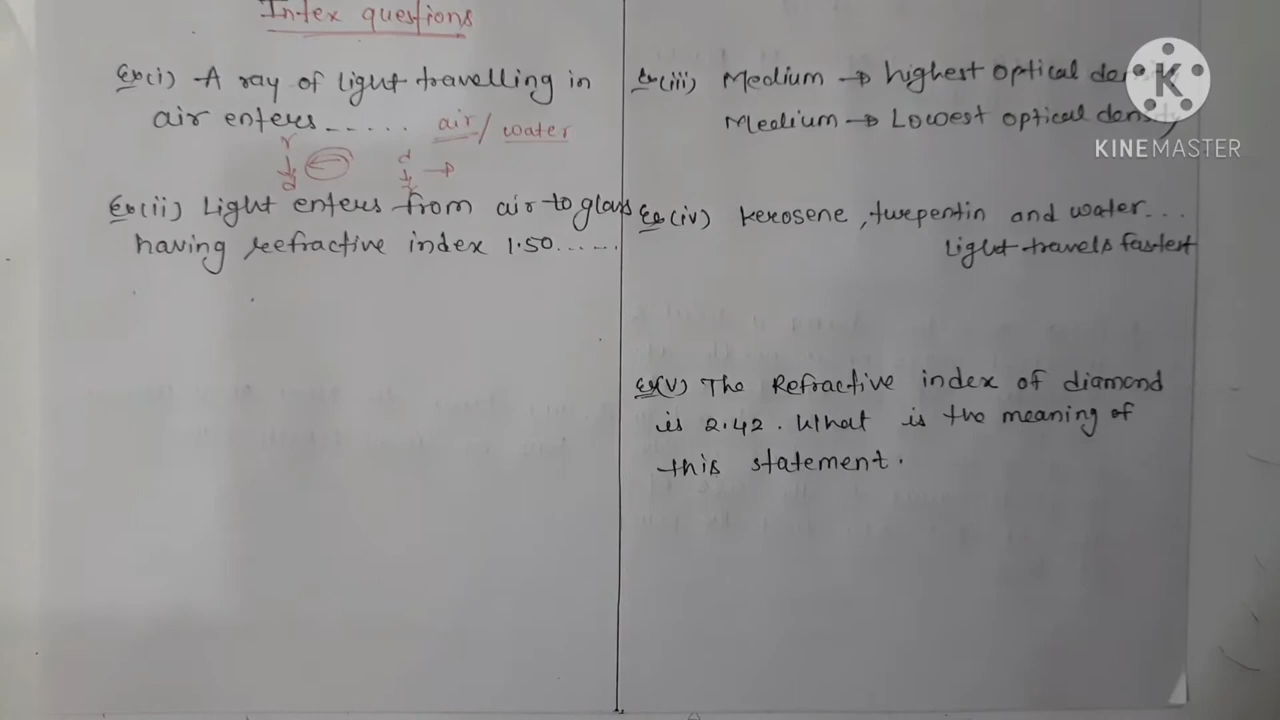 Intex questions
Ex(i) A ray of light travelling in
air enters..... air/water
r
d
d
r
Ex(ii) Light enters from air to glass
having refractive index 1.50......
Ex(iii) Medium → highest optical density
Medium → Lowest optical density
Ex(iv) Kerosene, turpentin and water...
Light travels fastest
Ex(v) The Refractive index of diamond
is 2.42. What is the meaning of
this statement.
K
KINEMASTER